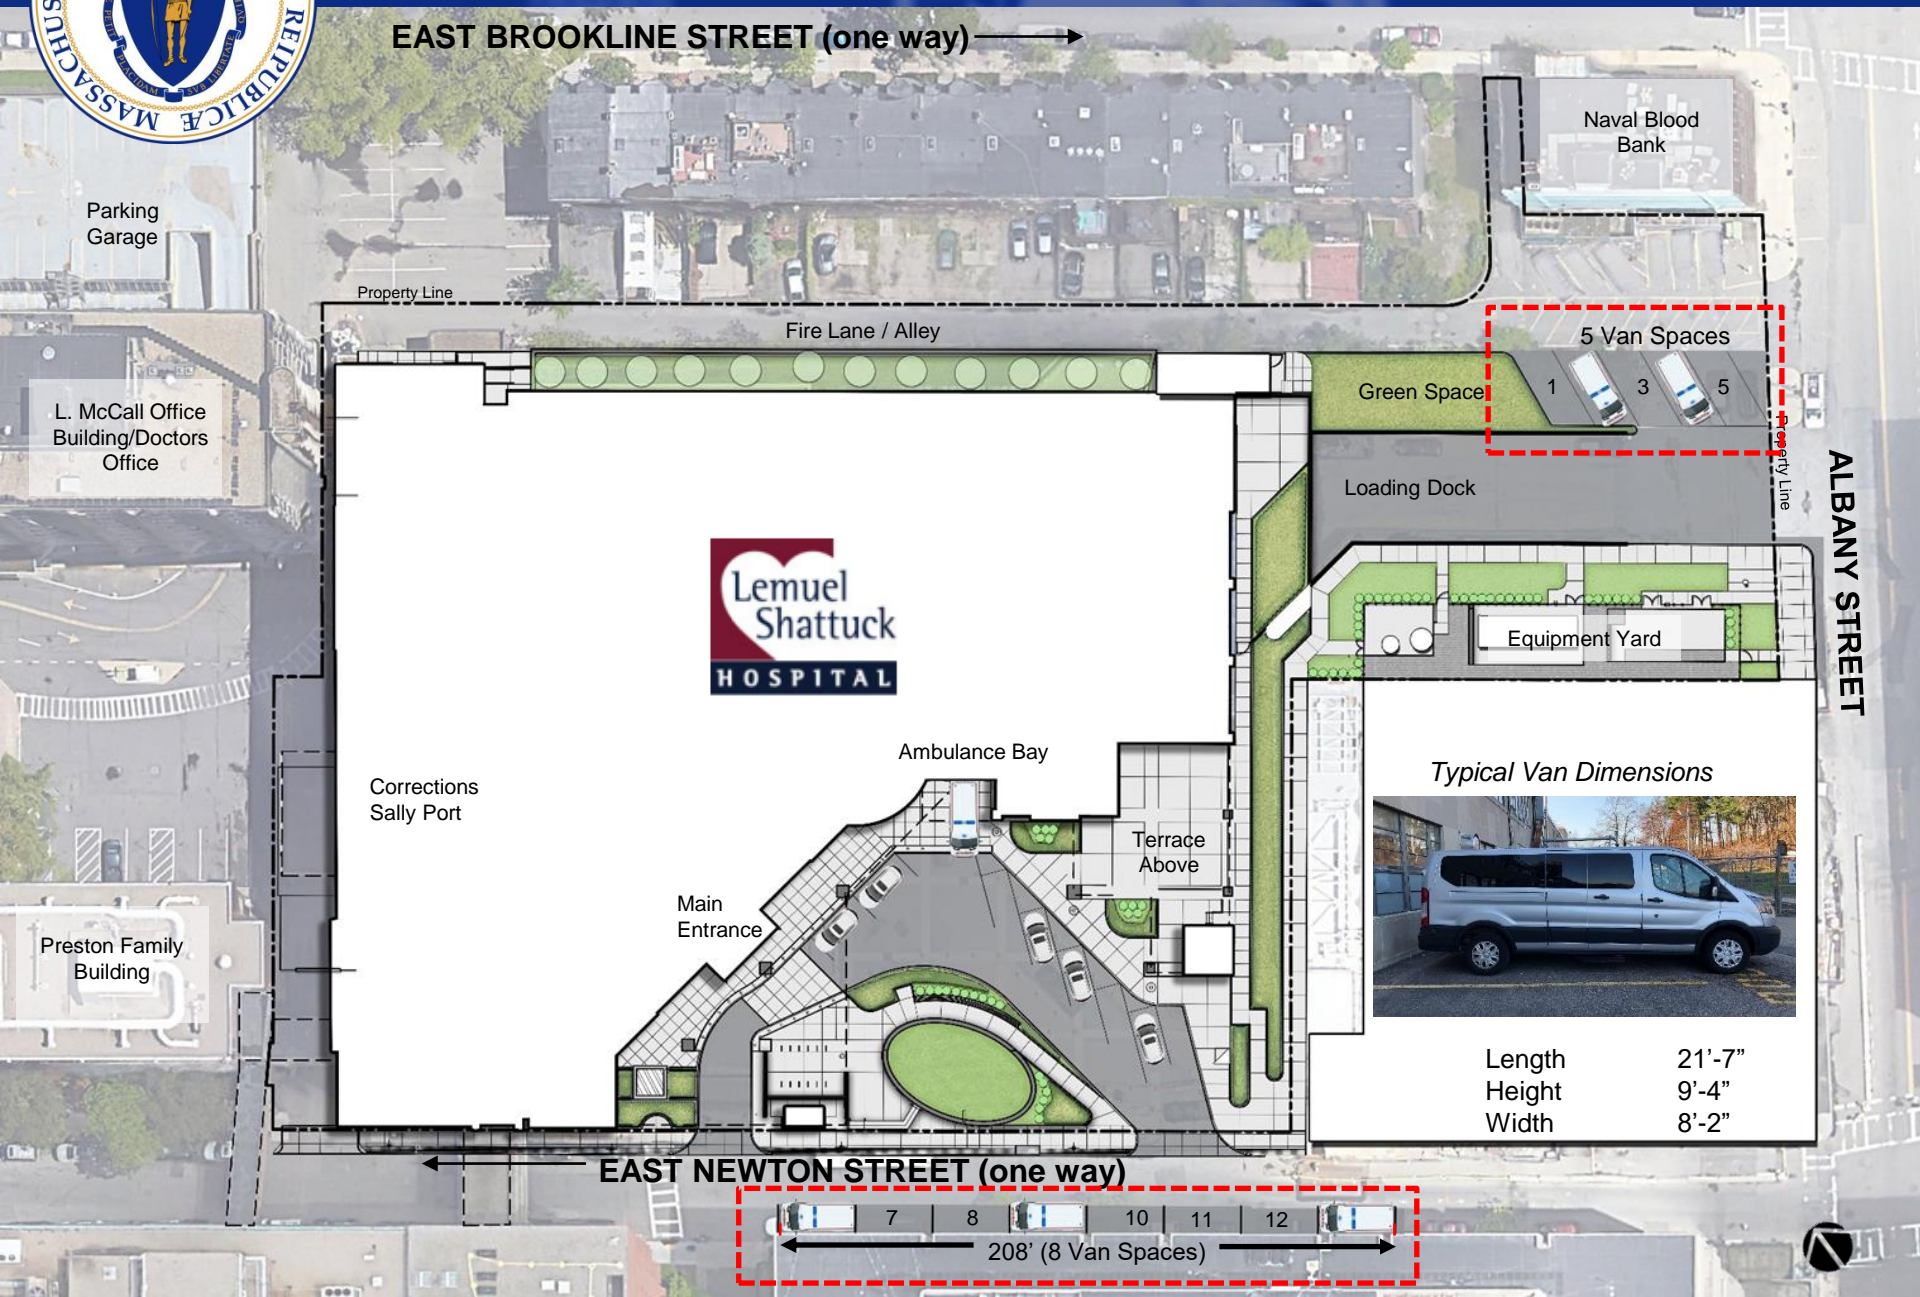 EAST BROOKLINE STREET (one way)
REIPUBLICÆ MASSACHUS
Naval Blood
Bank
Parking
Garage
Property Line
Fire Lane / Alley
5 Van Spaces
1 3 5
Green Space
L. McCall Office
Building/Doctors
Office
Property Line
Loading Dock
ALBANY STREET
Lemuel
Shattuck
HOSPITAL
Equipment Yard
Ambulance Bay
Typical Van Dimensions
Corrections
Sally Port
Terrace
Above
Main
Entrance
Preston Family
Building
Length 21’-7”
Height 9’-4”
Width 8’-2”
EAST NEWTON STREET (one way)
7 8 10 11 12
208’ (8 Van Spaces)